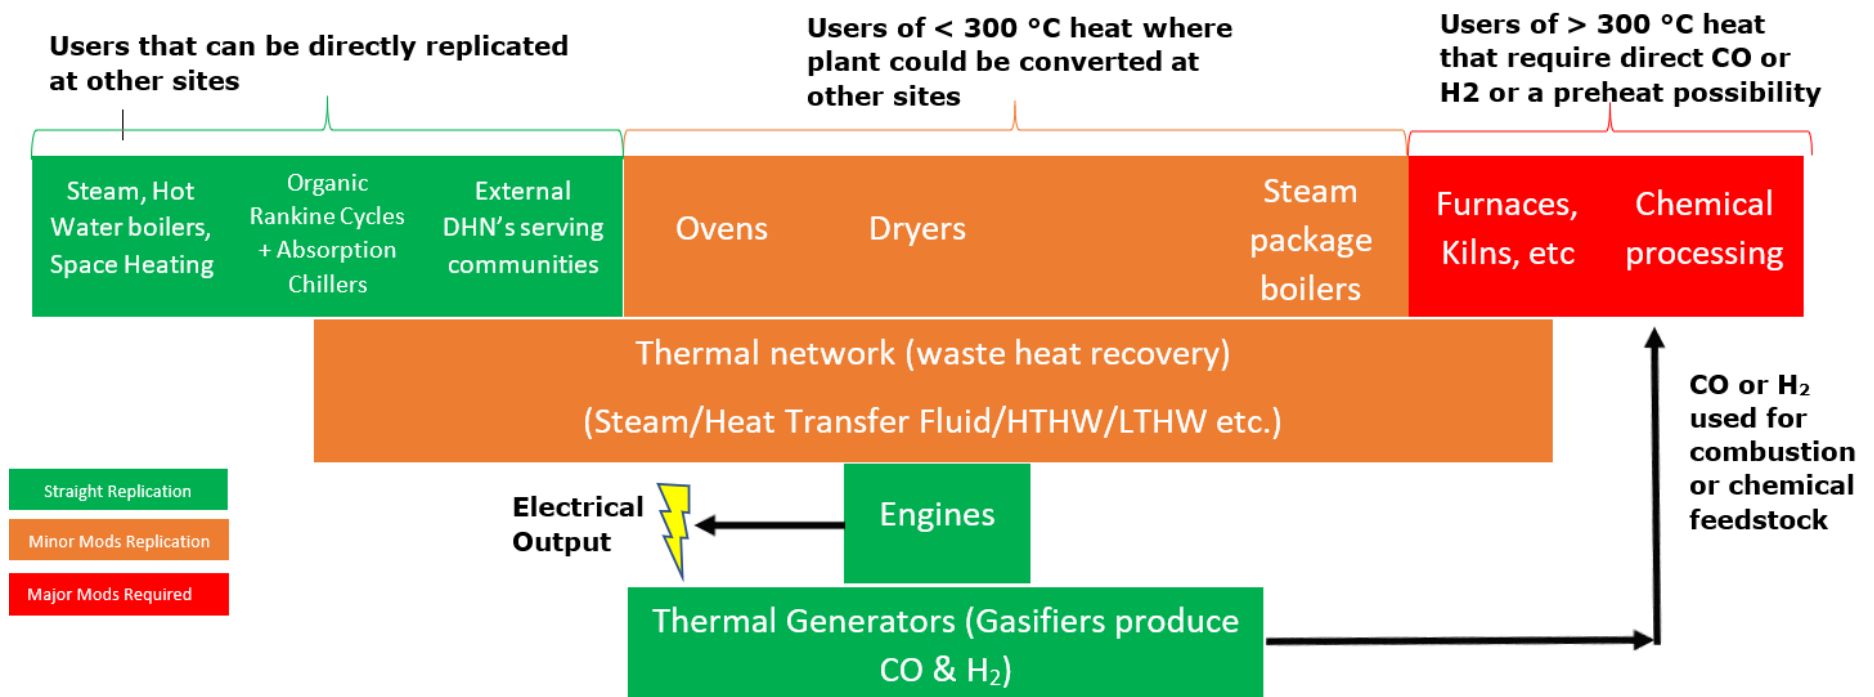 Users that can be directly replicated
at other sites
Users of < 300 °C heat where
plant could be converted at
other sites
Users of > 300 °C heat
that require direct CO or
H2 or a preheat possibility
Steam, Hot
Water boilers,
Space Heating
Organic
Rankine Cycles
+ Absorption
Chillers
External
DHN's serving
communities
Ovens
Dryers
Steam
package
boilers
Furnaces,
Kilns, etc
Chemical
processing
Thermal network (waste heat recovery)
(Steam/Heat Transfer Fluid/HTHW/LTHW etc.)
CO or H₂
used for
combustion
or chemical
feedstock
Straight Replication
Minor Mods Replication
Major Mods Required
Electrical
Output
Engines
Thermal Generators (Gasifiers produce
CO & H₂)